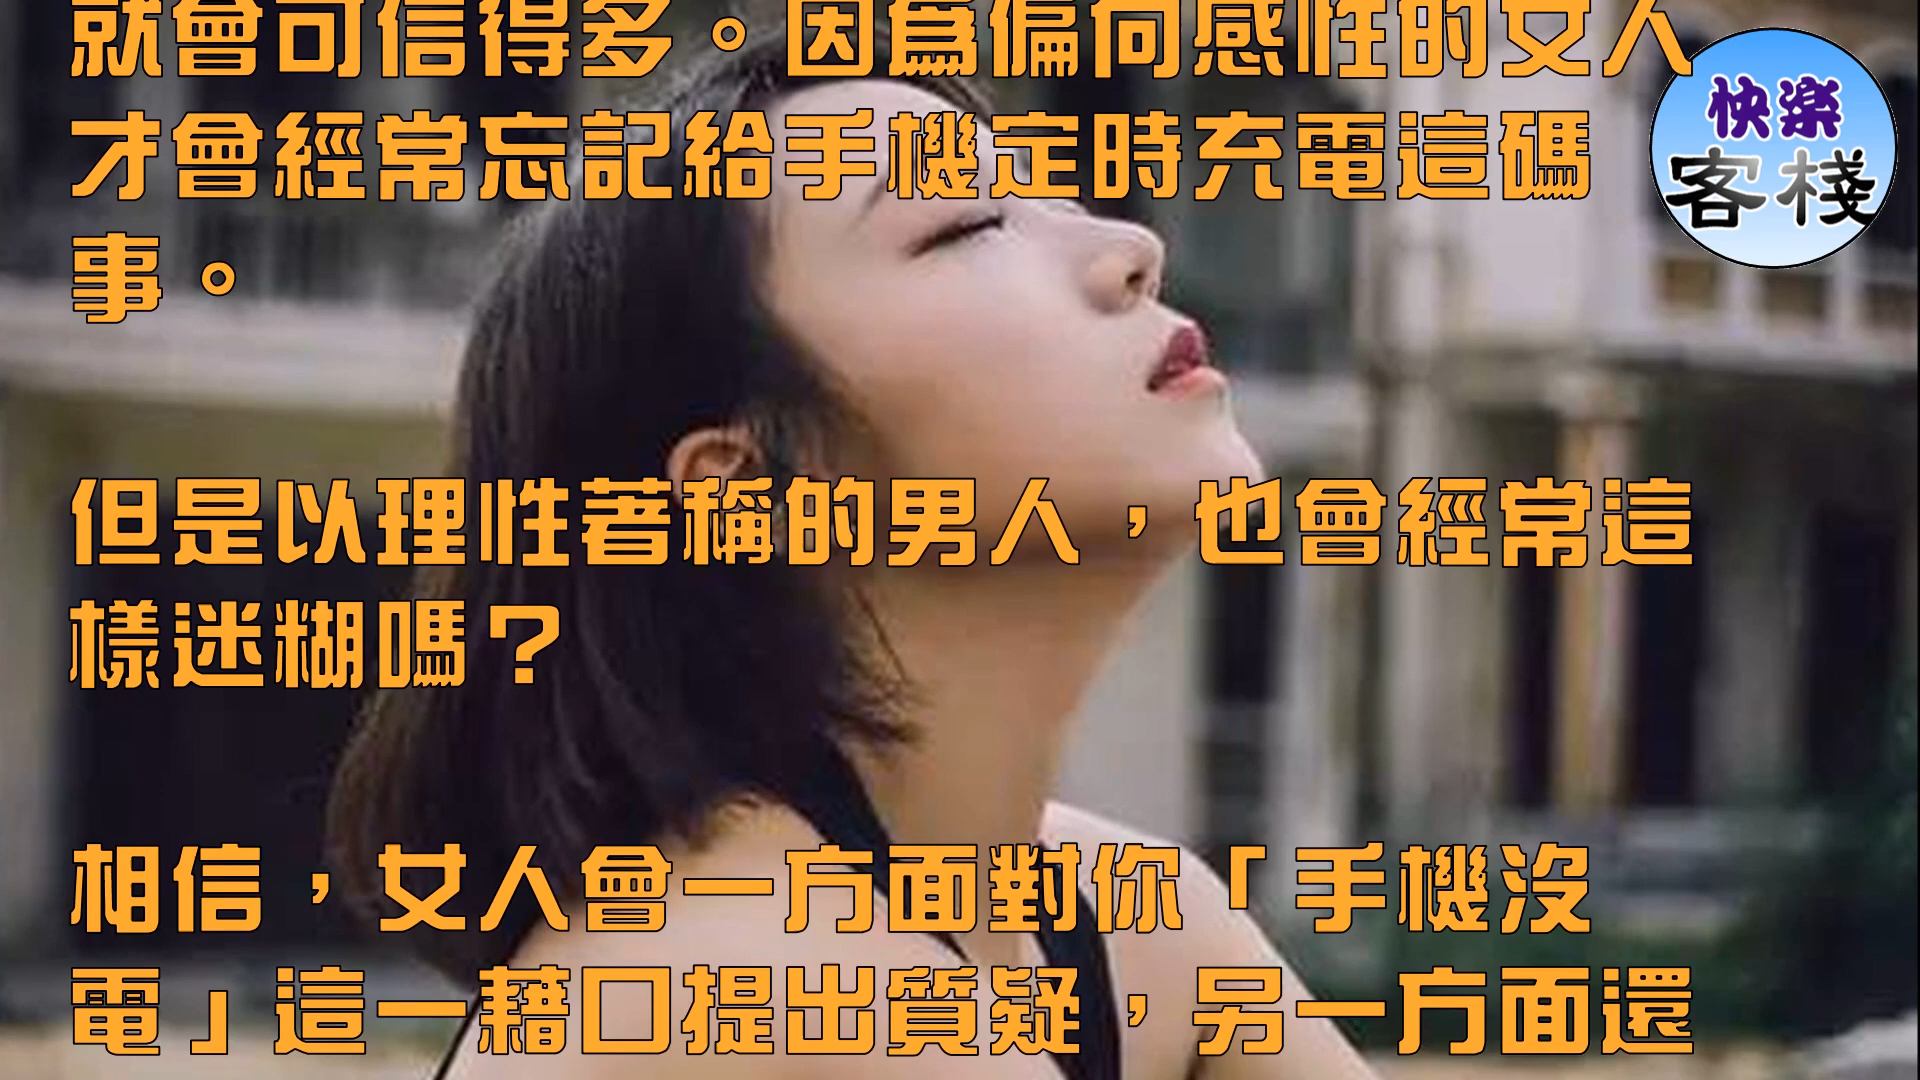 就會可信得多。因為偏向感性的女人
才會經常忘記給手機定時充電這碼
事。
但是以理性著稱的男人，也會經常這
樣迷糊嗎？
相信，女人會一方面對你「手機沒
電」這一藉口提出質疑，另一方面還
快樂
客棧